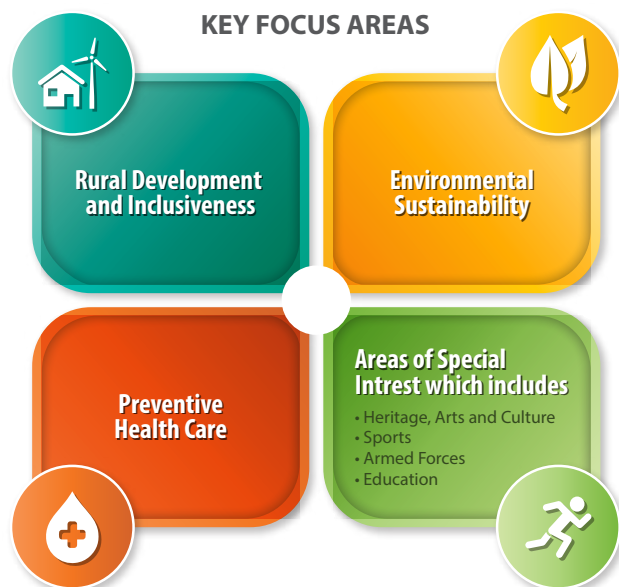 KEY FOCUS AREAS
Rural Development
and Inclusiveness
Environmental
Sustainability
Preventive
Health Care
Areas of Special
Intrest which includes
• Heritage, Arts and Culture
• Sports
• Armed Forces
• Education